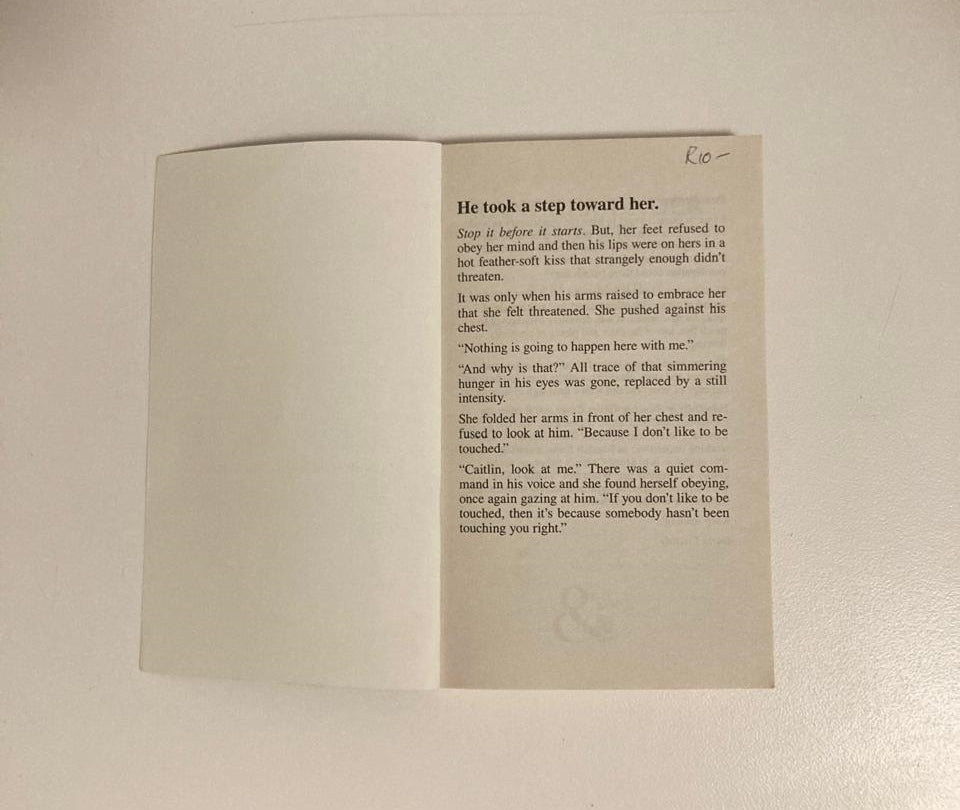 R10-
He took a step toward her.
Stop it before it starts. But, her feet refused to
obey her mind and then his lips were on hers in a
hot feather-soft kiss that strangely enough didn't
threaten.
It was only when his arms raised to embrace her
that she felt threatened. She pushed against his
chest.
“Nothing is going to happen here with me.”
“And why is that?” All trace of that simmering
hunger in his eyes was gone, replaced by a still
intensity.
She folded her arms in front of her chest and re-
fused to look at him. “Because I don't like to be
touched.”
“Caitlin, look at me.” There was a quiet com-
mand in his voice and she found herself obeying,
once again gazing at him. “If you don't like to be
touched, then it's because somebody hasn't been
touching you right.”
&